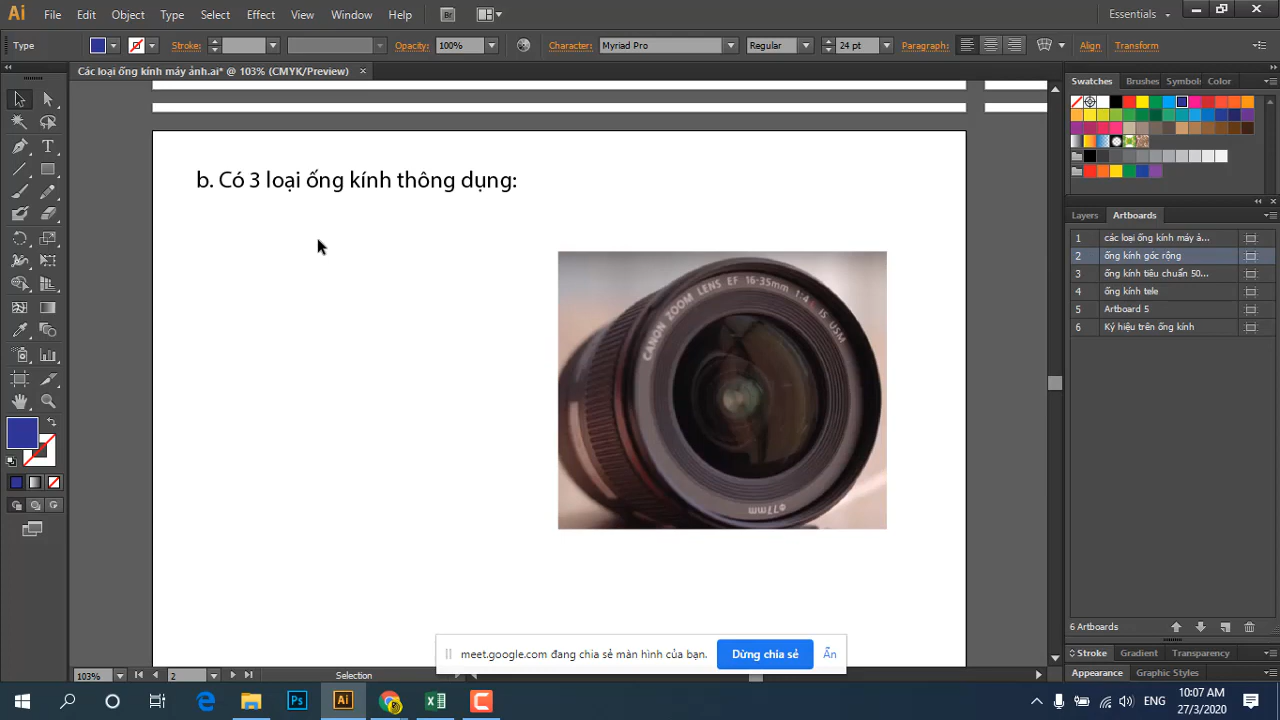 Ai File Edit Object Type Select Effect View Window Help Br Essentials
Type Stroke: Opacity: 100% Character: Myriad Pro Regular 24 pt Paragraph: Align Transform
Các loại ống kính máy ảnh.ai* @ 103% (CMYK/Preview)
Swatches Brushes Symbols Color
b. Có 3 loại ống kính thông dụng:
Layers Artboards
1 các loại ống kính máy ả...
2 ống kính góc rộng
3 ống kính tiêu chuẩn 50...
4 ống kính tele
5 Artboard 5
6 Ký hiệu trên ống kính
CANON ZOOM LENS EF 16-35mm 1:4 L IS USM
ø77mm
6 Artboards
meet.google.com đang chia sẻ màn hình của bạn. Dừng chia sẻ Ẩn
Stroke Gradient Transparency
Appearance Graphic Styles
103% 2 Selection
Ps Ai ENG 10:07 AM
27/3/2020